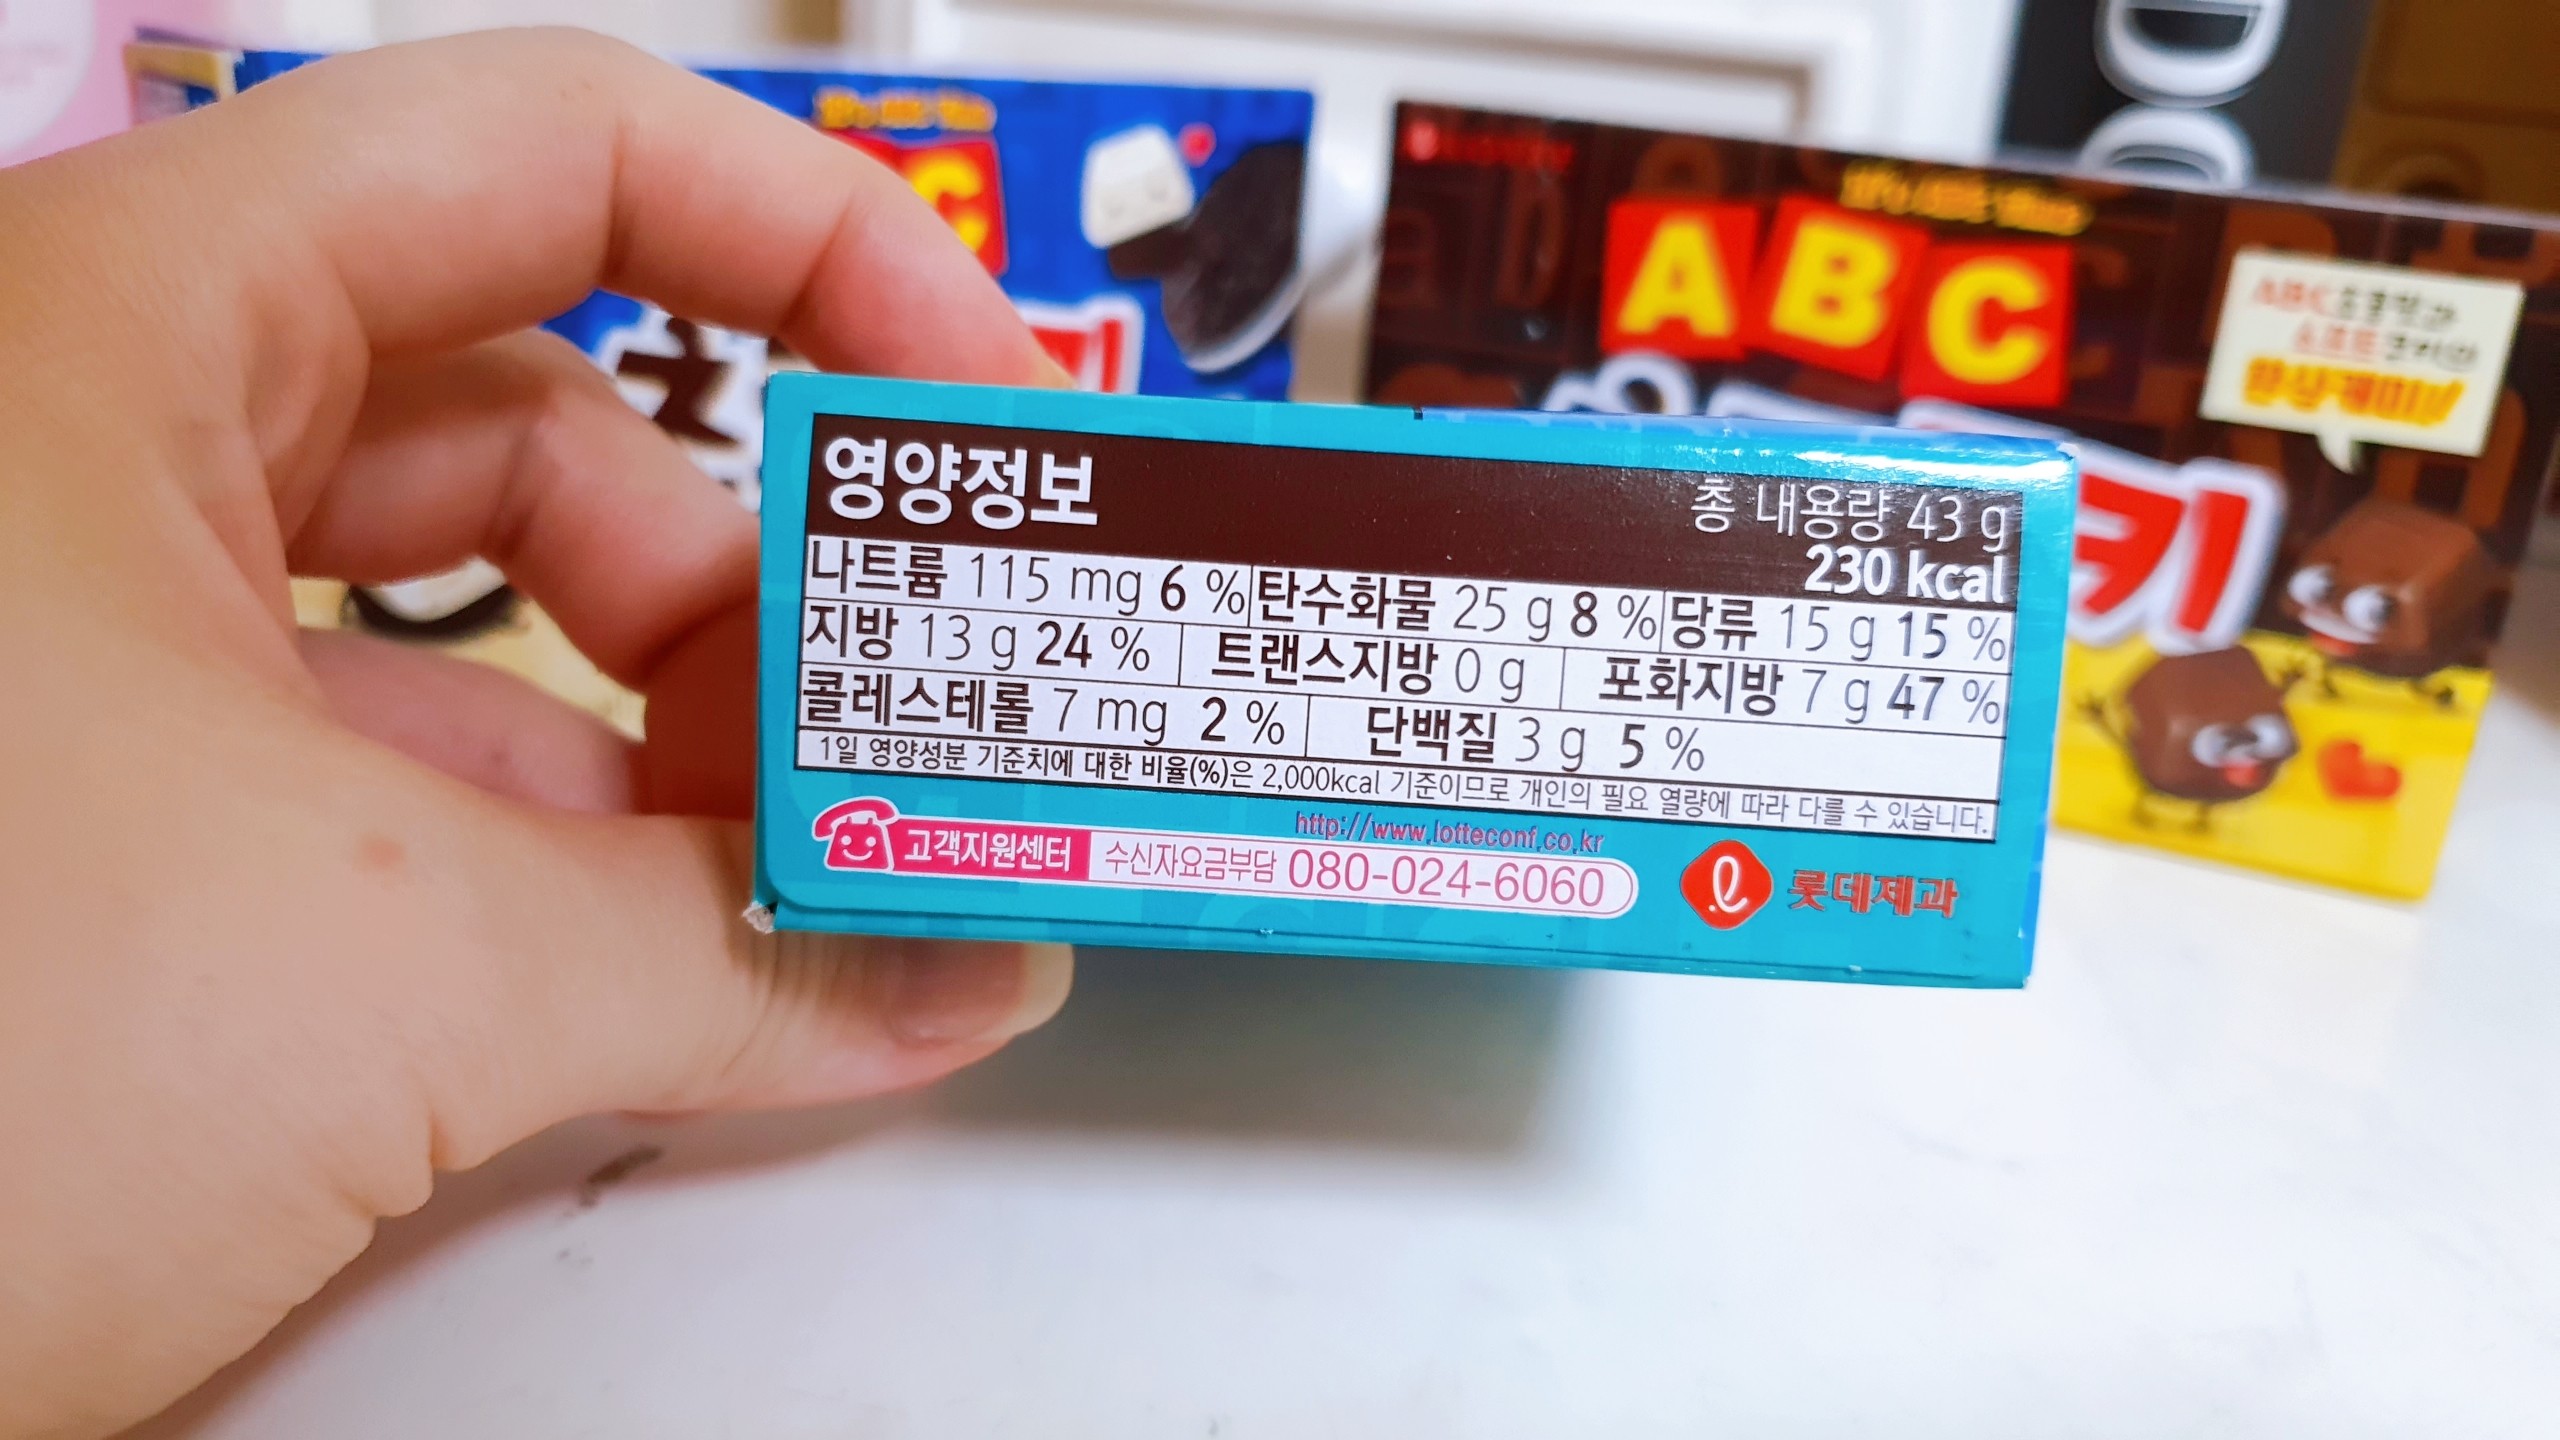 ABC
키
영양정보
총 내용량 43 g
230 kcal
나트륨 115 mg 6 % 탄수화물 25 g 8 % 당류 15 g 15 %
지방 13 g 24 % 트랜스지방 0 g 포화지방 7 g 47 %
콜레스테롤 7 mg 2 % 단백질 3 g 5 %
1일 영양성분 기준치에 대한 비율(%)은 2,000kcal 기준이므로 개인의 필요 열량에 따라 다를 수 있습니다.
http://www.lotteconf.co.kr
고객지원센터 수신자요금부담 080-024-6060
롯데제과